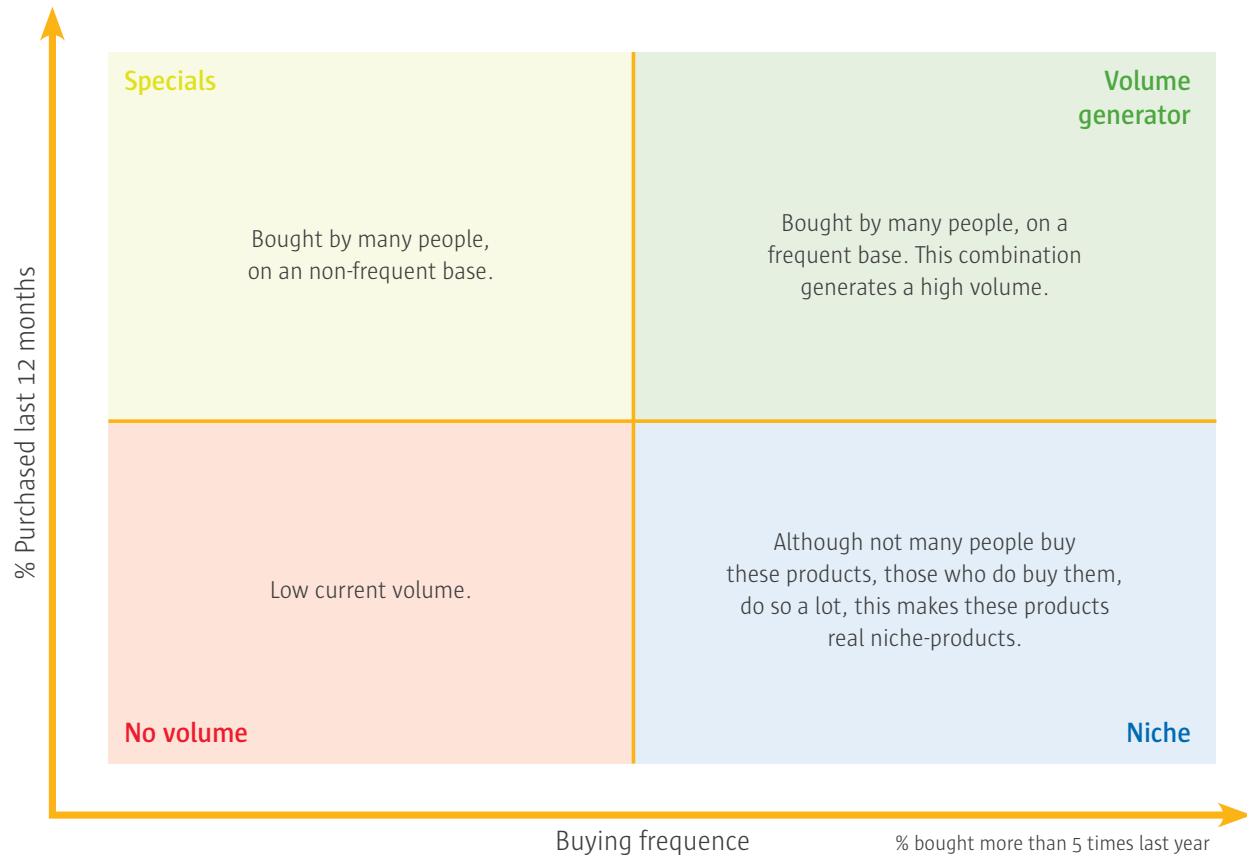 % Purchased last 12 months
Specials
Bought by many people,
on an non-frequent base.
Volume
generator
Bought by many people, on a
frequent base. This combination
generates a high volume.
Low current volume.
No volume
Although not many people buy
these products, those who do buy them,
do so a lot, this makes these products
real niche-products.
Niche
Buying frequence
% bought more than 5 times last year